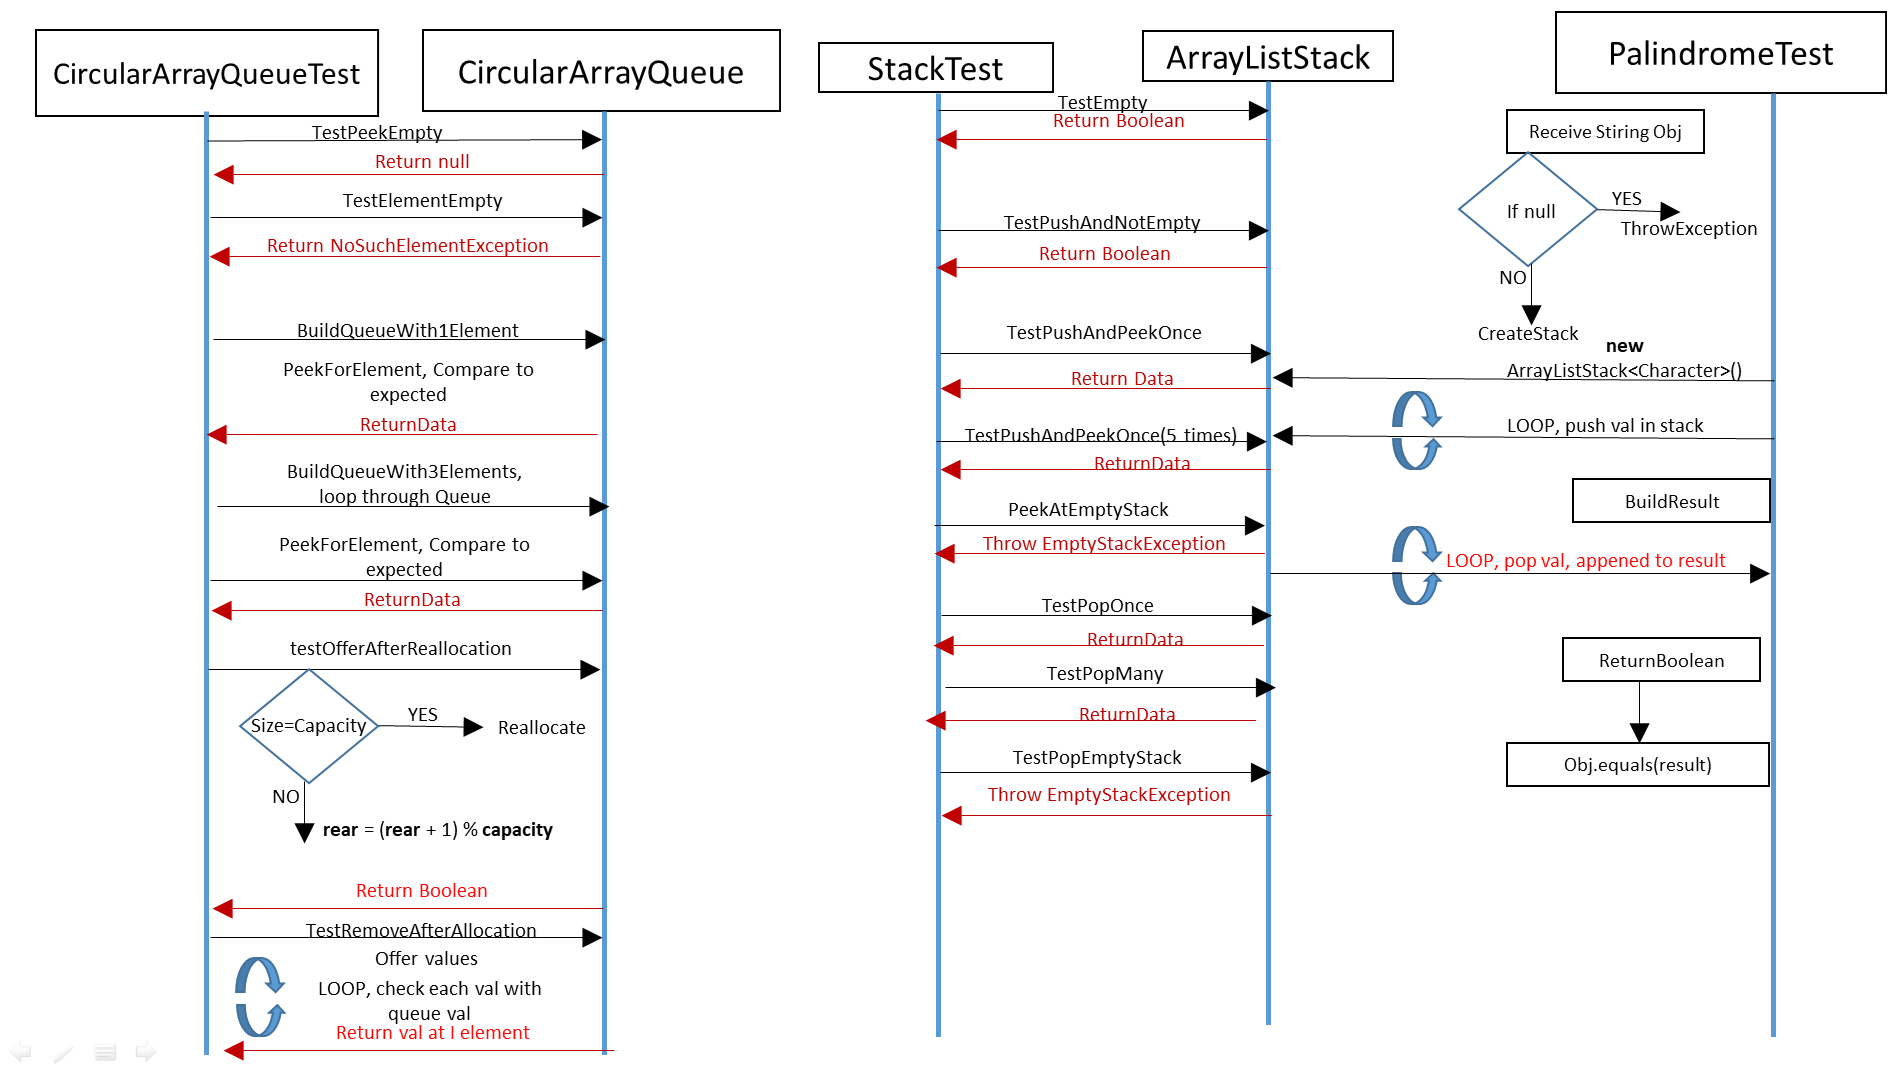 CircularArrayQueueTest
CircularArrayQueue
TestPeekEmpty
Return null
TestElementEmpty
Return NoSuchElementException
BuildQueueWith1Element
PeekForElement, Compare to
expected
ReturnData
BuildQueueWith3Elements,
loop through Queue
PeekForElement, Compare to
expected
ReturnData
testOfferAfterReallocation
Size=Capacity
YES
Reallocate
NO
rear = (rear + 1) % capacity
Return Boolean
TestRemoveAfterAllocation
Offer values
LOOP, check each val with
queue val
Return val at I element
StackTest
ArrayListStack
TestEmpty
Return Boolean
TestPushAndNotEmpty
Return Boolean
TestPushAndPeekOnce
Return Data
TestPushAndPeekOnce(5 times)
ReturnData
PeekAtEmptyStack
Throw EmptyStackException
TestPopOnce
ReturnData
TestPopMany
ReturnData
TestPopEmptyStack
Throw EmptyStackException
PalindromeTest
Receive Stiring Obj
If null
YES
ThrowException
NO
CreateStack
new
ArrayListStack<Character>()
LOOP, push val in stack
BuildResult
LOOP, pop val, appened to result
ReturnBoolean
Obj.equals(result)